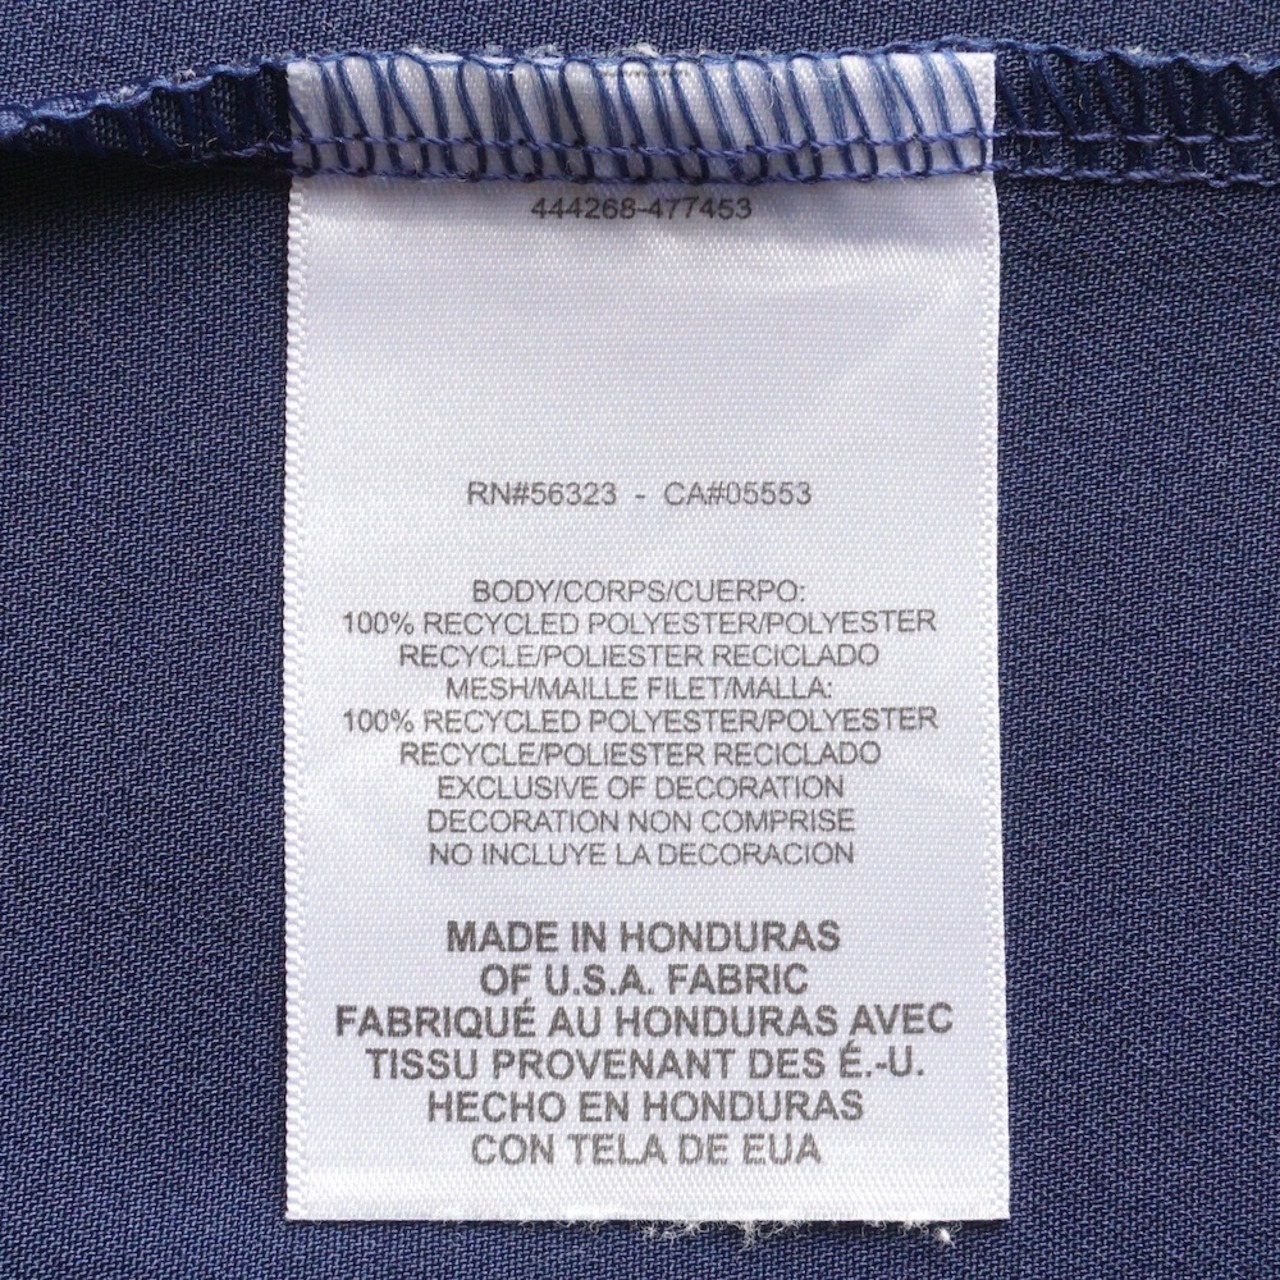 444268-477453
RN#56323 - CA#05553
BODY/CORPS/CUERPO:
100% RECYCLED POLYESTER/POLYESTER
RECYCLE/POLIESTER RECICLADO
MESH/MAILLE FILET/MALLA:
100% RECYCLED POLYESTER/POLYESTER
RECYCLE/POLIESTER RECICLADO
EXCLUSIVE OF DECORATION
DECORATION NON COMPRISE
NO INCLUYE LA DECORACION
MADE IN HONDURAS
OF U.S.A. FABRIC
FABRIQUÉ AU HONDURAS AVEC
TISSU PROVENANT DES É.-U.
HECHO EN HONDURAS
CON TELA DE EUA